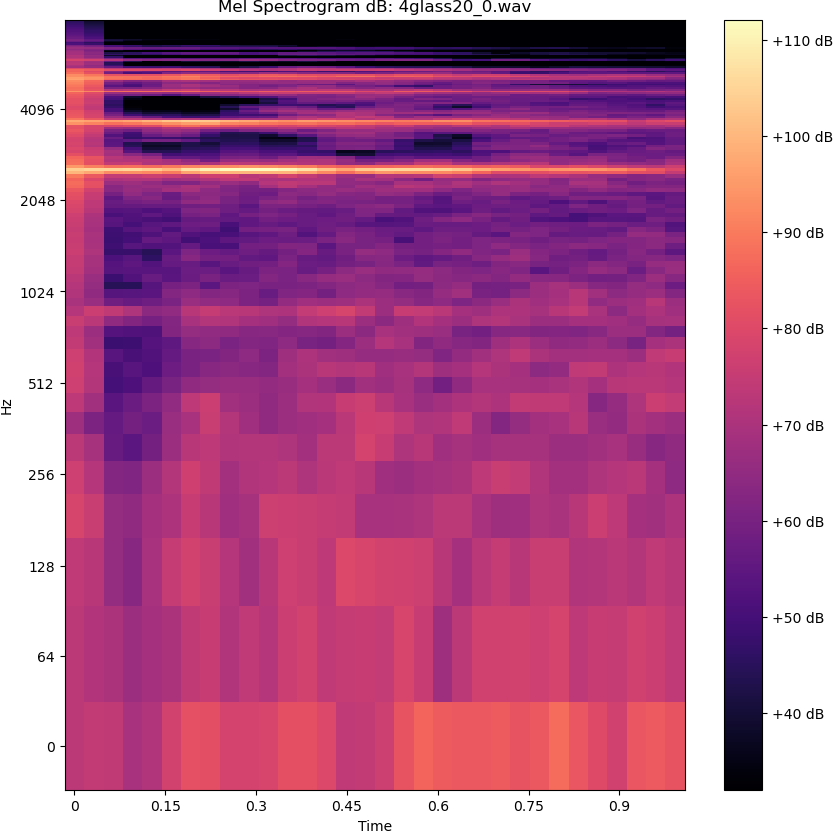 Mel Spectrogram dB: 4glass20_0.wav
+110 dB
4096
+100 dB
2048
+90 dB
1024
+80 dB
512
Hz
+70 dB
256
+60 dB
128
+50 dB
64
+40 dB
0
0 0.15 0.3 0.45 0.6 0.75 0.9
Time